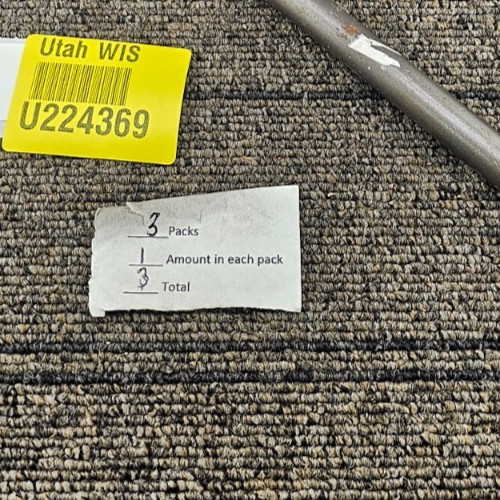 Utah WIS
U224369
3 Packs
1 Amount in each pack
3 Total